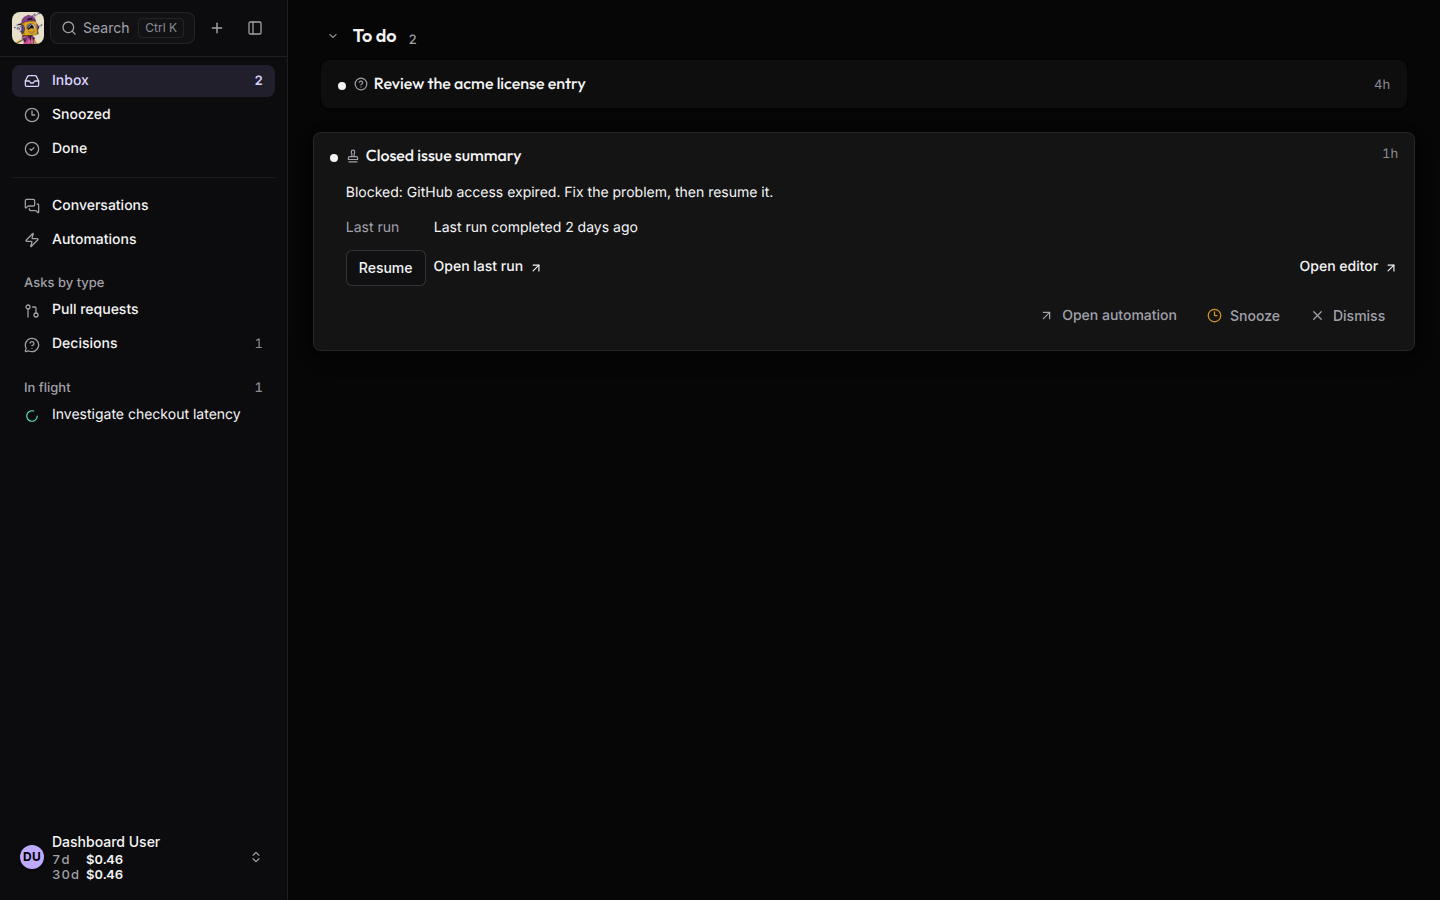 Search Ctrl K
Inbox 2
Snoozed
Done
Conversations
Automations
Asks by type
Pull requests
Decisions 1
In flight 1
Investigate checkout latency
DU
Dashboard User
7d $0.46
30d $0.46
To do 2
Review the acme license entry 4h
Closed issue summary 1h
Blocked: GitHub access expired. Fix the problem, then resume it.
Last run Last run completed 2 days ago
Resume Open last run Open editor
Open automation Snooze Dismiss